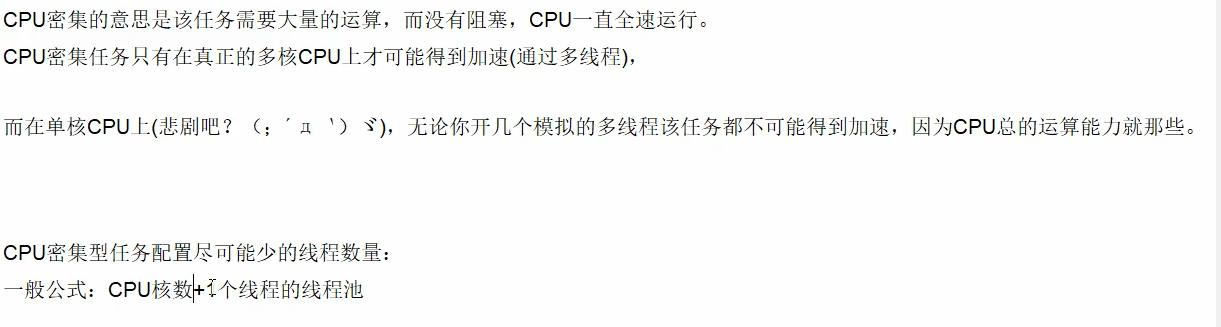 CPU密集的意思是该任务需要大量的运算，而没有阻塞，CPU一直全速运行。
CPU密集任务只有在真正的多核CPU上才可能得到加速(通过多线程)，
而在单核CPU上(悲剧吧？（；´д｀）ゞ)，无论你开几个模拟的多线程该任务都不可能得到加速，因为CPU总的运算能力就那些。
CPU密集型任务配置尽可能少的线程数量：
一般公式：CPU核数+1个线程的线程池